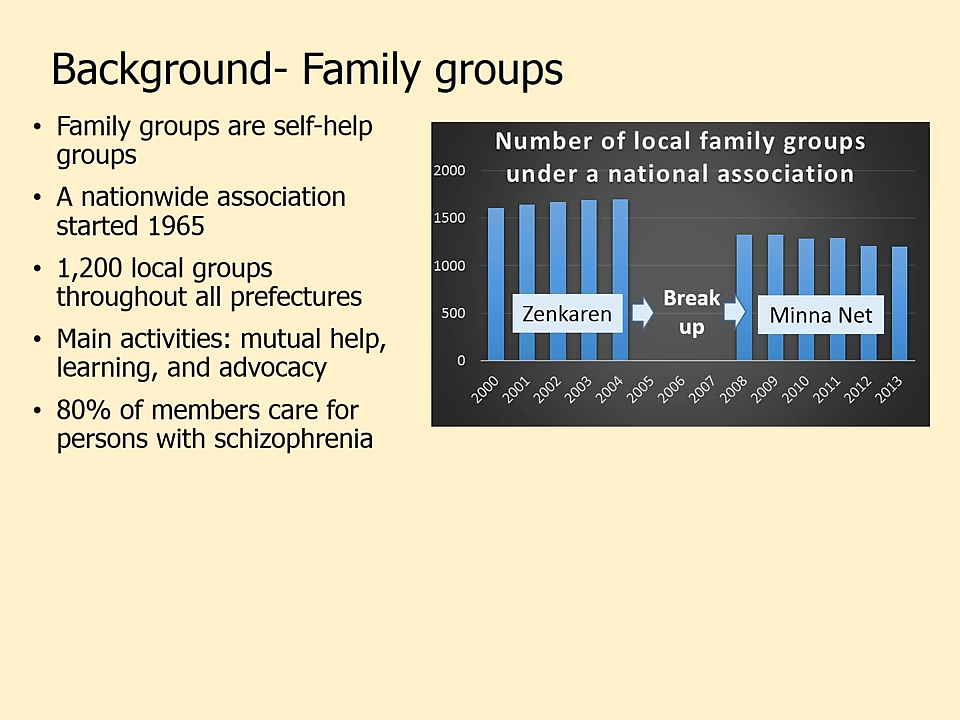 Background- Family groups
• Family groups are self-help
groups
• A nationwide association
started 1965
• 1,200 local groups
throughout all prefectures
• Main activities: mutual help,
learning, and advocacy
• 80% of members care for
persons with schizophrenia
Number of local family groups
under a national association
2000
1500
1000
500
0
Zenkaren
Break
up
Minna Net
2000 2001 2002 2003 2004 2005 2006 2007 2008 2009 2010 2011 2012 2013